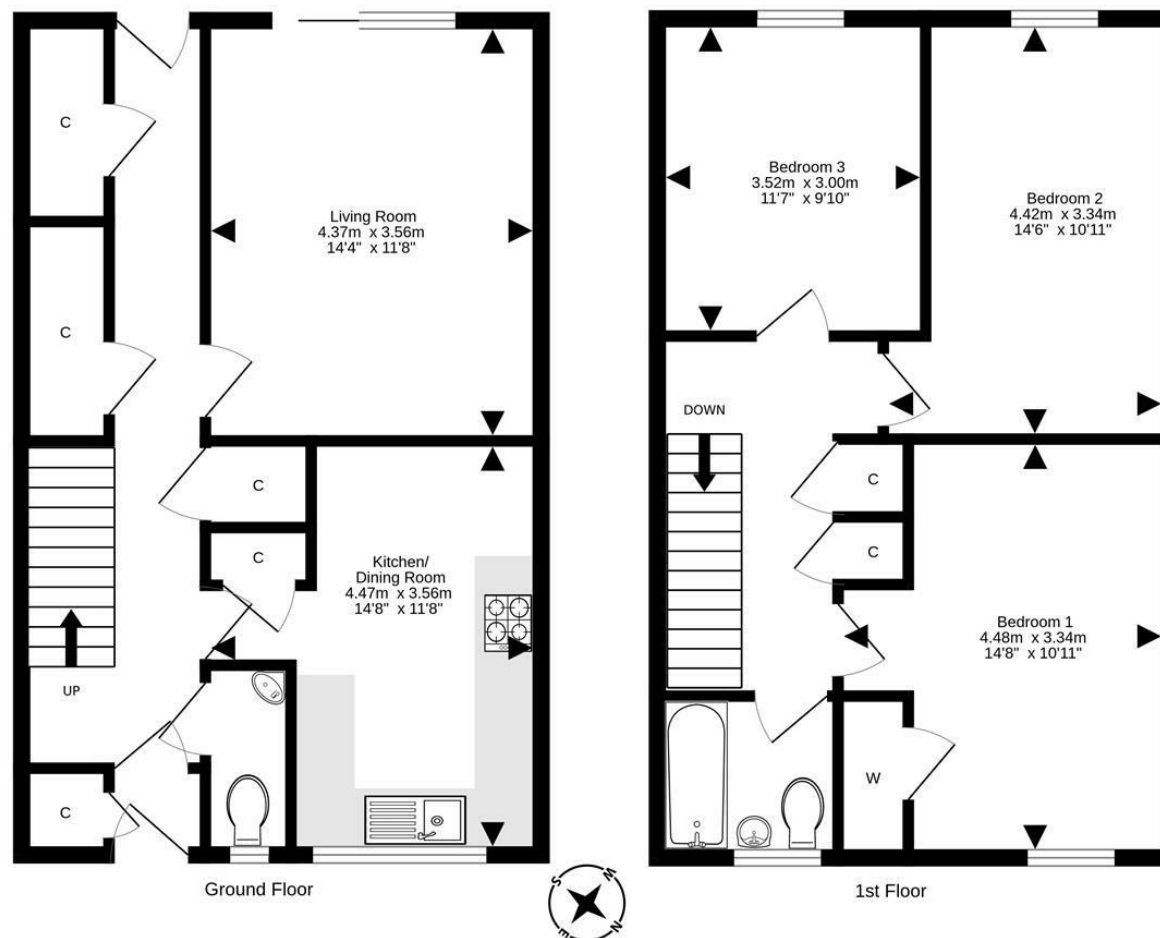 C
C
Living Room
4.37m x 3.56m
14'4" x 11'8"
C
C
Kitchen/
Dining Room
4.47m x 3.56m
14'8" x 11'8"
UP
C
Ground Floor
Bedroom 3
3.52m x 3.00m
11'7" x 9'10"
Bedroom 2
4.42m x 3.34m
14'6" x 10'11"
DOWN
C
C
Bedroom 1
4.48m x 3.34m
14'8" x 10'11"
W
1st Floor
S
W
E
N